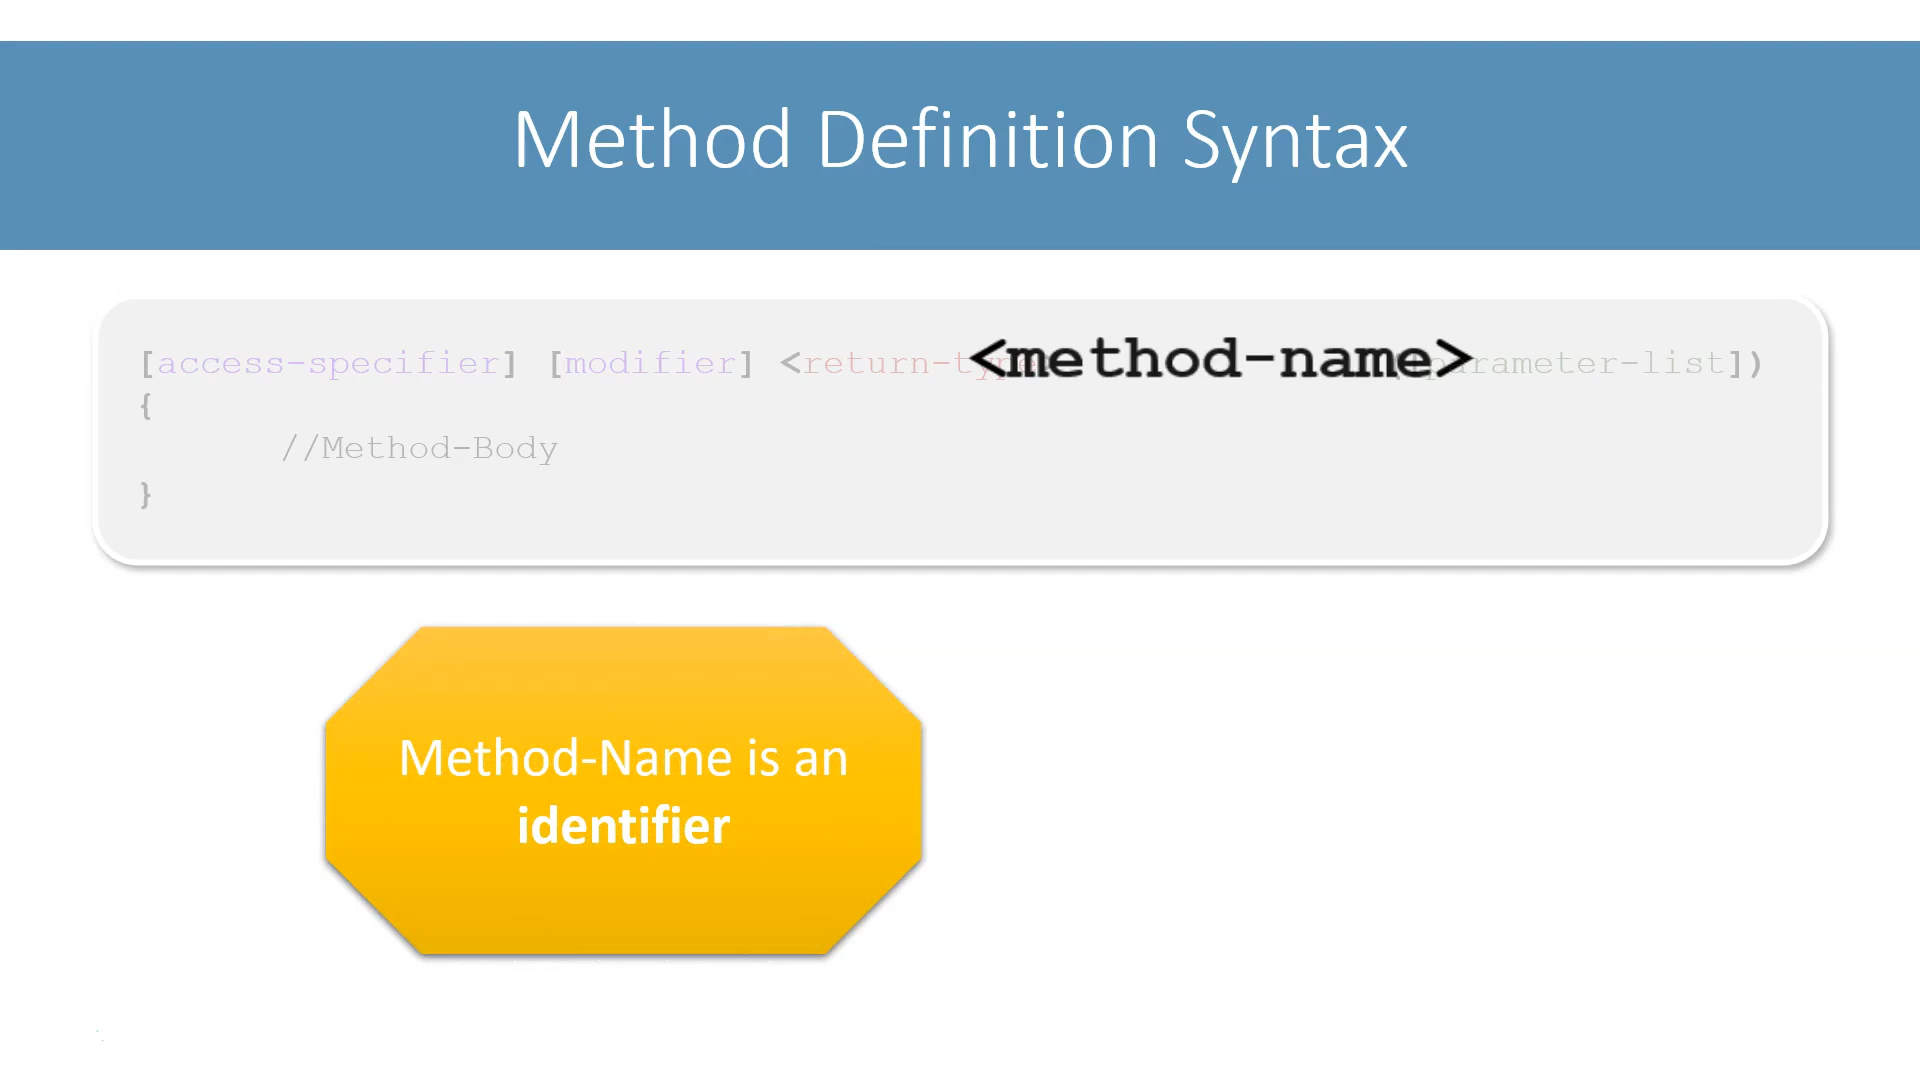 Method Definition Syntax
[access-specifier] [modifier] <return-type <method-name> parameter-list])
{
//Method-Body
}
Method-Name is an
identifier